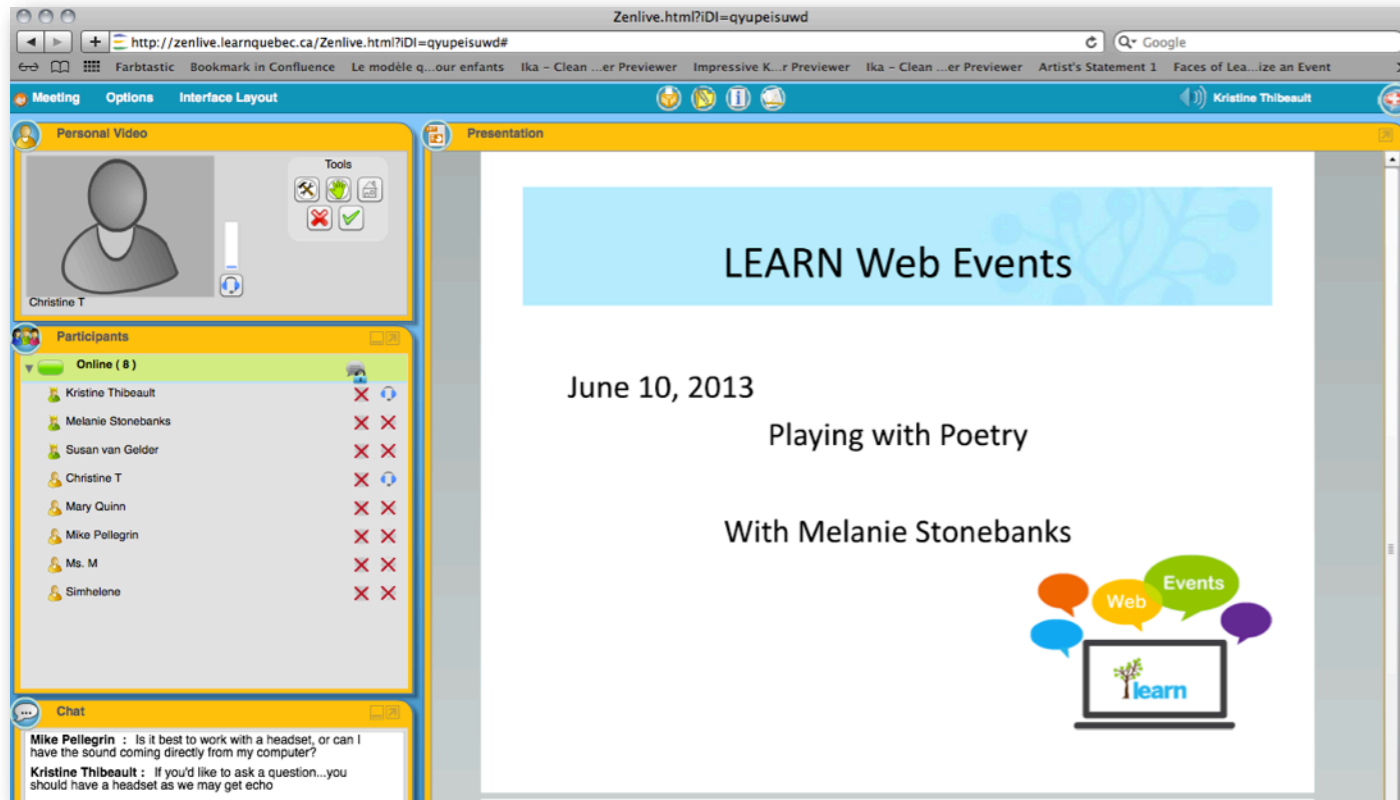 Zenlive.html?iDI=qyupeisuwd
http://zenlive.learnquebec.ca/Zenlive.html?iDI=qyupeisuwd#
Google
Farbtastic Bookmark in Confluence Le modèle q...our enfants Ika – Clean ...er Previewer Impressive K...r Previewer Ika – Clean ...er Previewer Artist's Statement 1 Faces of Lea...ize an Event
Meeting Options Interface Layout
Kristine Thibeault
Personal Video
Tools
Christine T
Participants
Online ( 8 )
Kristine Thibeault
Melanie Stonebanks
Susan van Gelder
Christine T
Mary Quinn
Mike Pellegrin
Ms. M
Simhelene
Chat
Mike Pellegrin : Is it best to work with a headset, or can I
have the sound coming directly from my computer?
Kristine Thibeault : If you'd like to ask a question...you
should have a headset as we may get echo
Presentation
LEARN Web Events
June 10, 2013
Playing with Poetry
With Melanie Stonebanks
Events
Web
learn